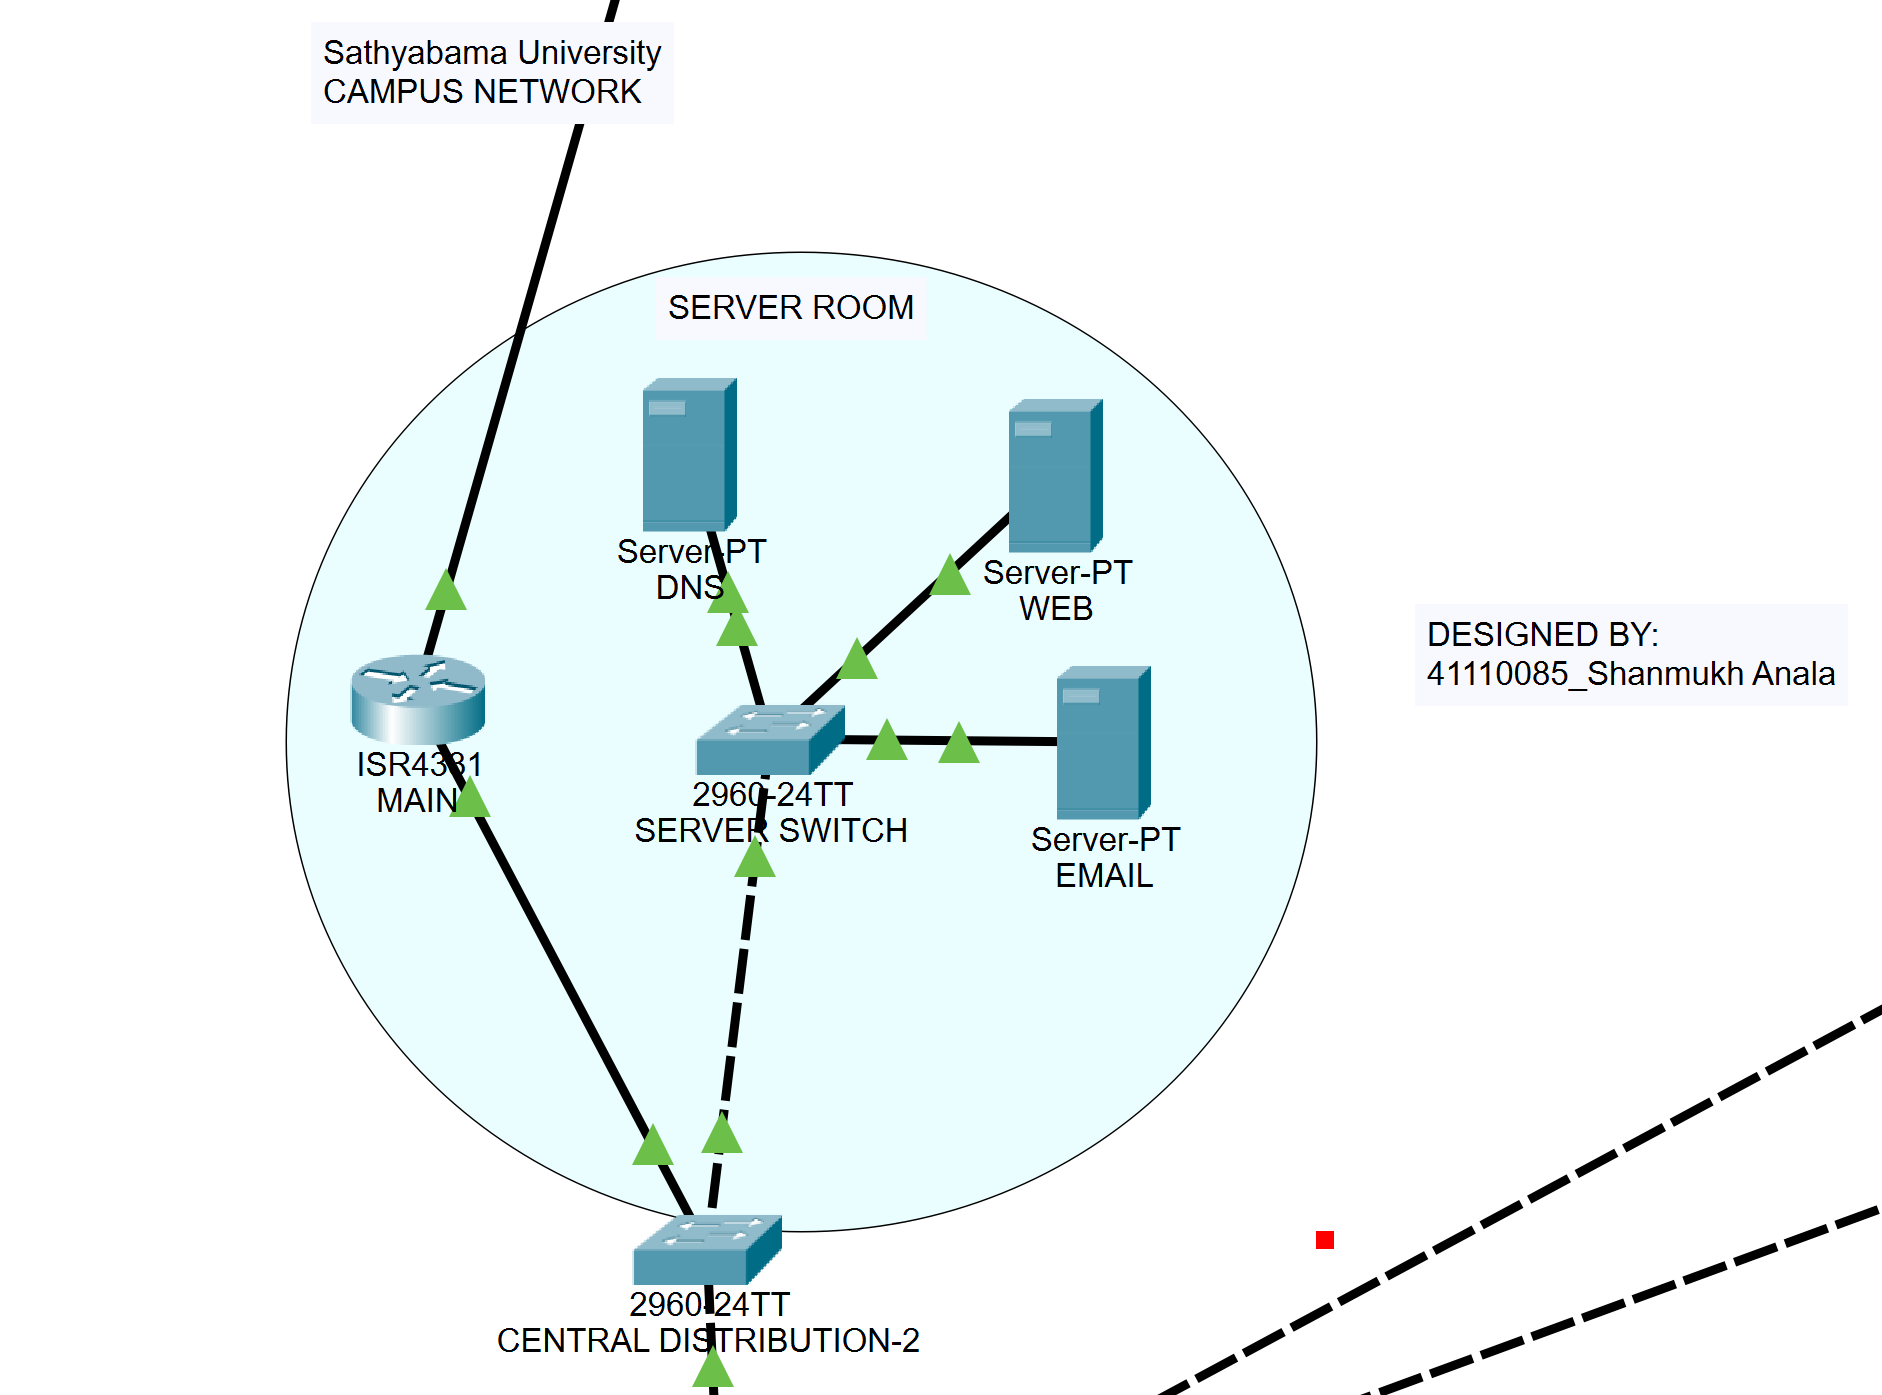 Sathyabama University
CAMPUS NETWORK
SERVER ROOM
Server-PT
DNS
Server-PT
WEB
DESIGNED BY:
41110085_Shanmukh Anala
ISR4331
MAIN
2960-24TT
SERVER SWITCH
Server-PT
EMAIL
2960-24TT
CENTRAL DISTRIBUTION-2